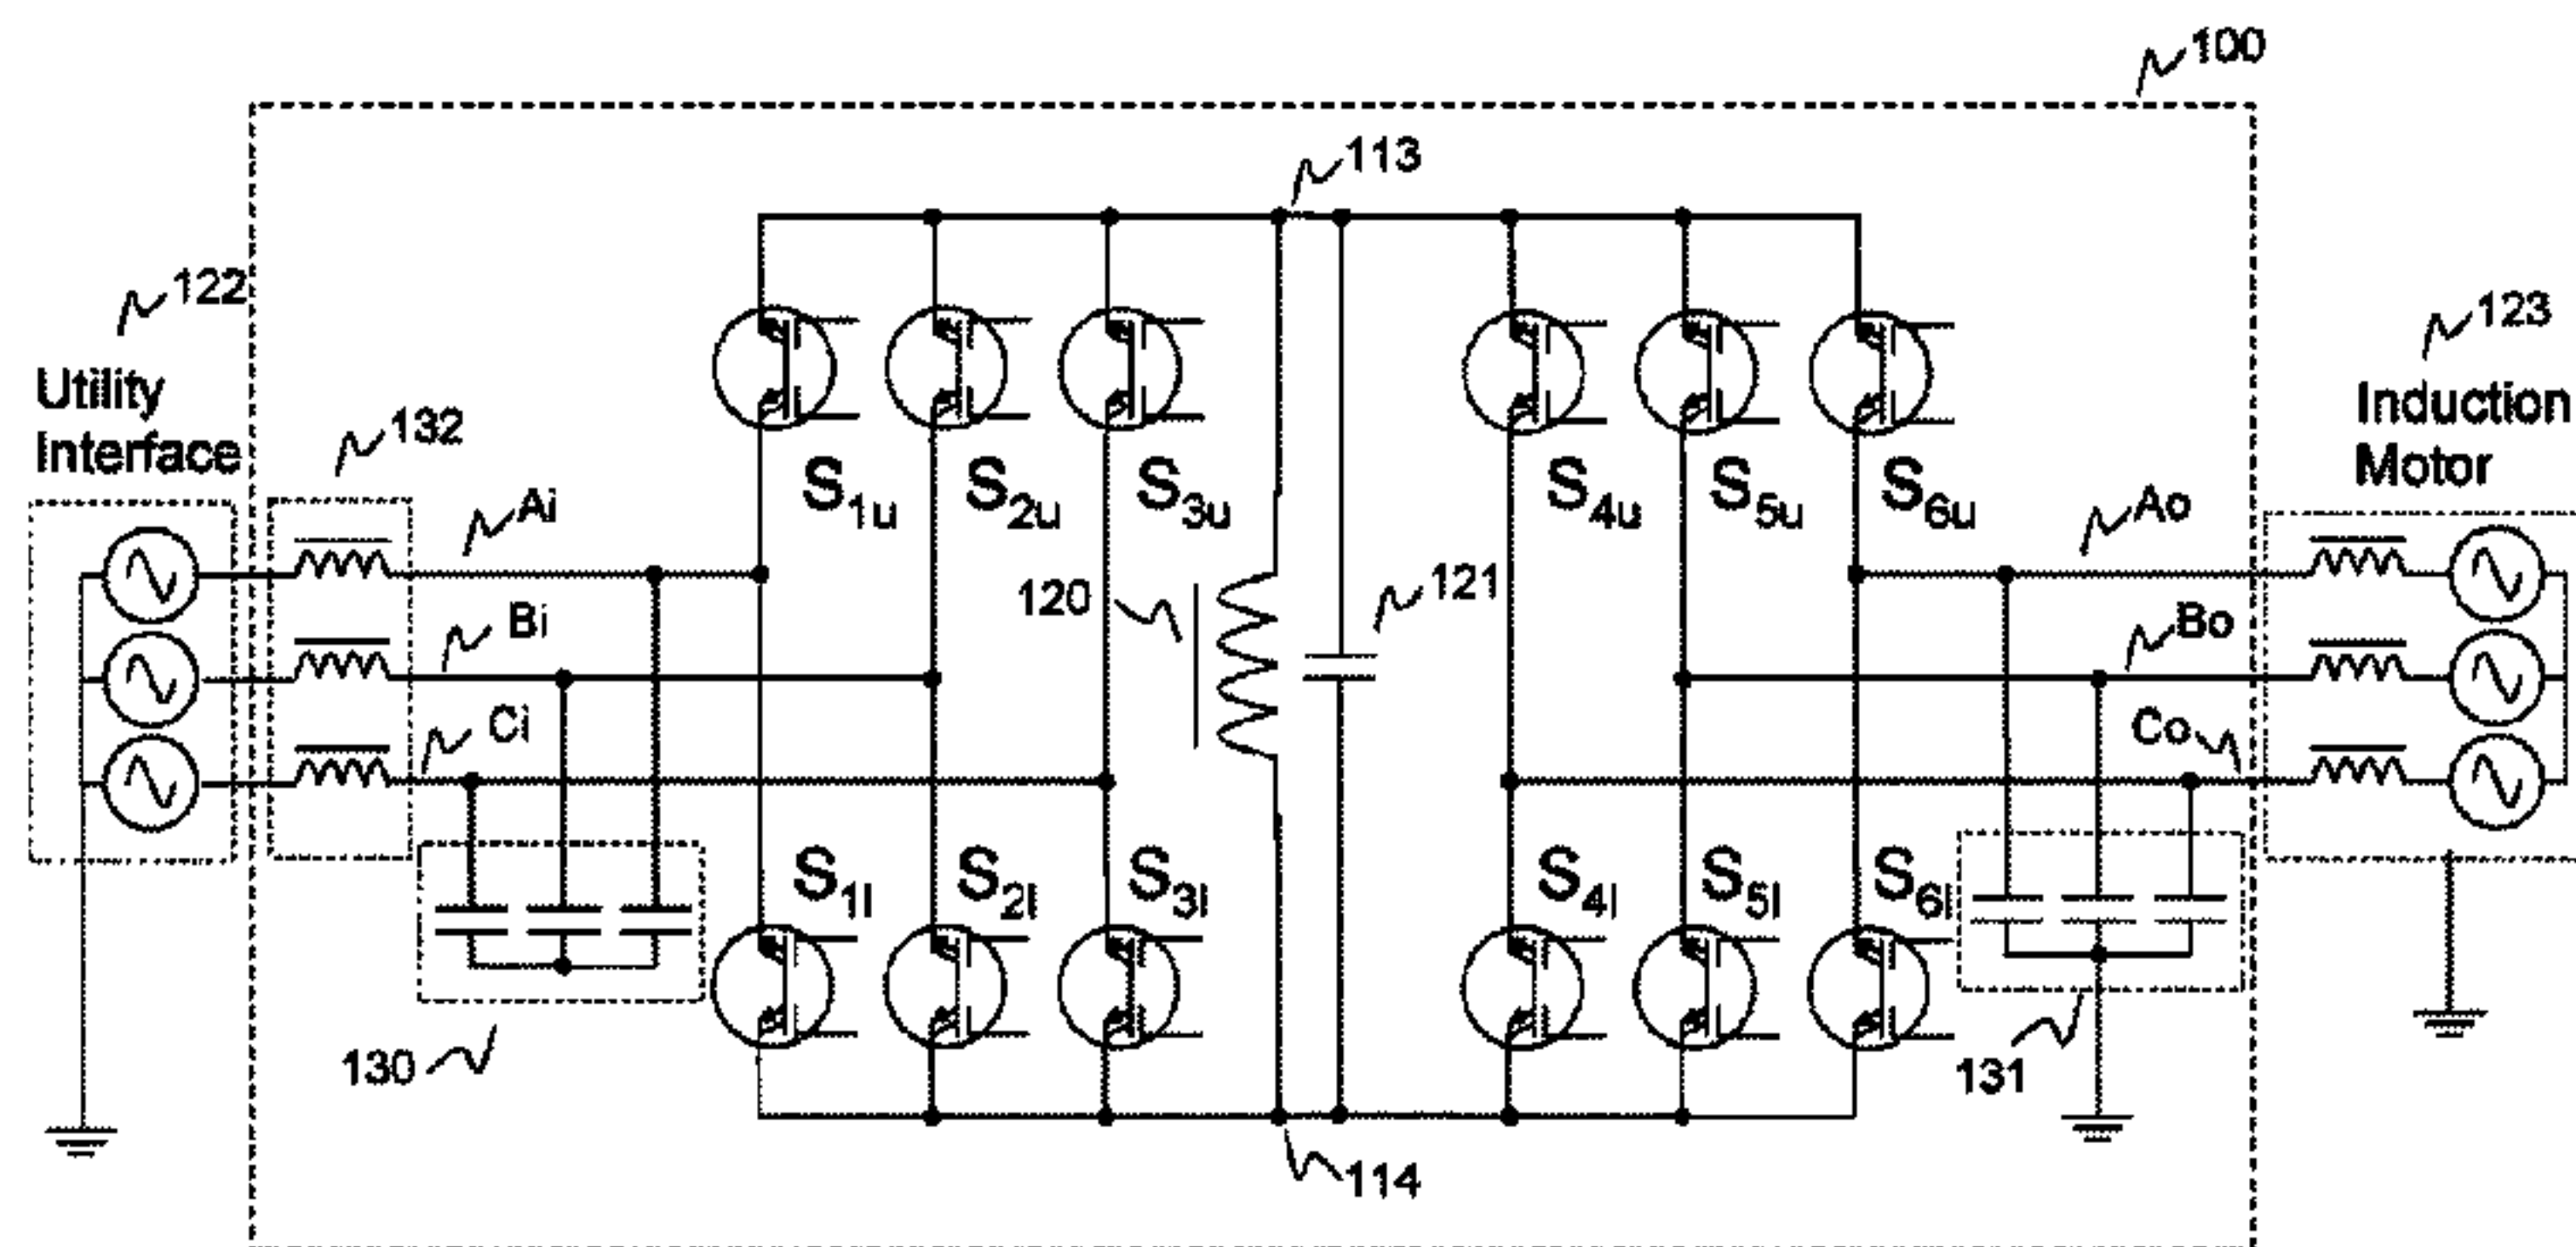 100
113
122
123
Utility
Interface
Induction
Motor
132
Ai
S1u
S2u
S3u
S4u
S5u
S6u
Ao
120
121
Bi
Bo
Ci
Co
S1l
S2l
S3l
S4l
S5l
S6l
130
131
114